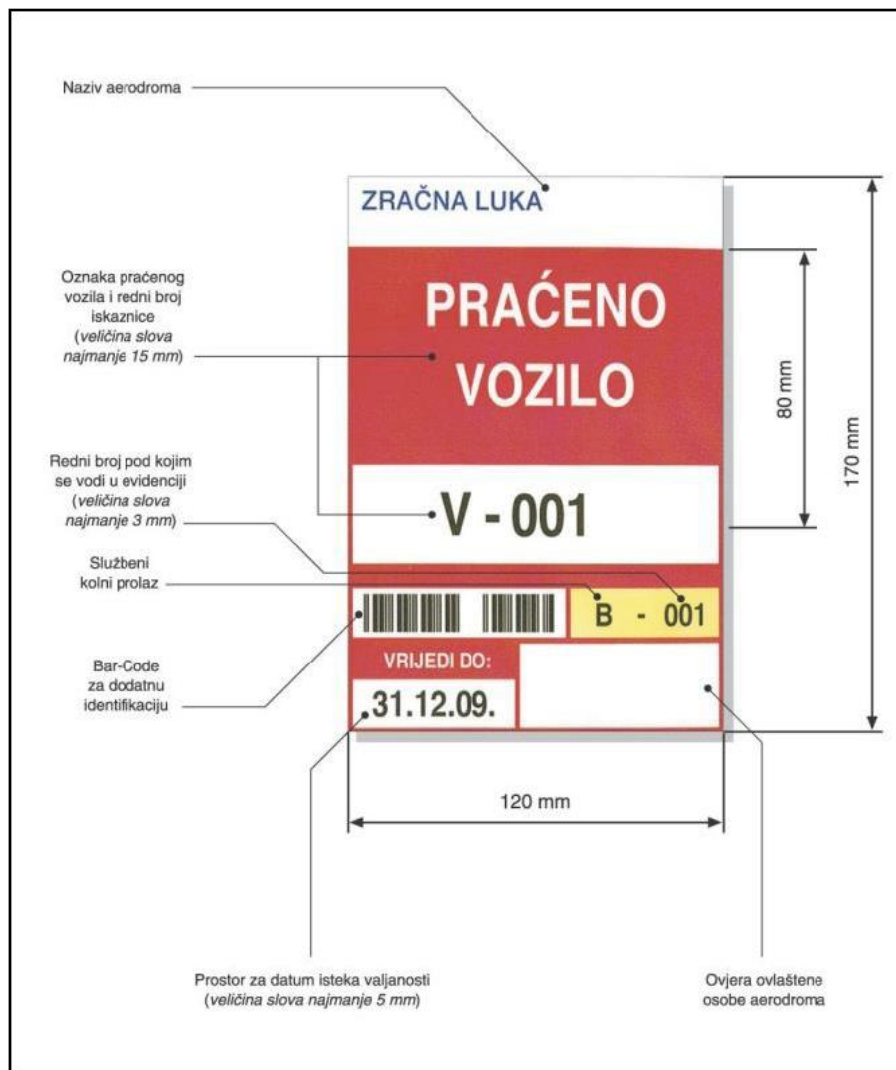 Naziv aerodroma
ZRAČNA LUKA
Oznaka praćenog
vozila i redni broj
iskaznice
(veličina slova
najmanje 15 mm)
PRAĆENO
VOZILO
80 mm
170 mm
Redni broj pod kojim
se vodi u evidenciji
(veličina slova
najmanje 3 mm)
V - 001
Službeni
kolni prolaz
B - 001
Bar-Code
za dodatnu
identifikaciju
VRIJEDI DO:
31.12.09.
120 mm
Prostor za datum isteka valjanosti
(veličina slova najmanje 5 mm)
Ovjera ovlaštene
osobe aerodroma